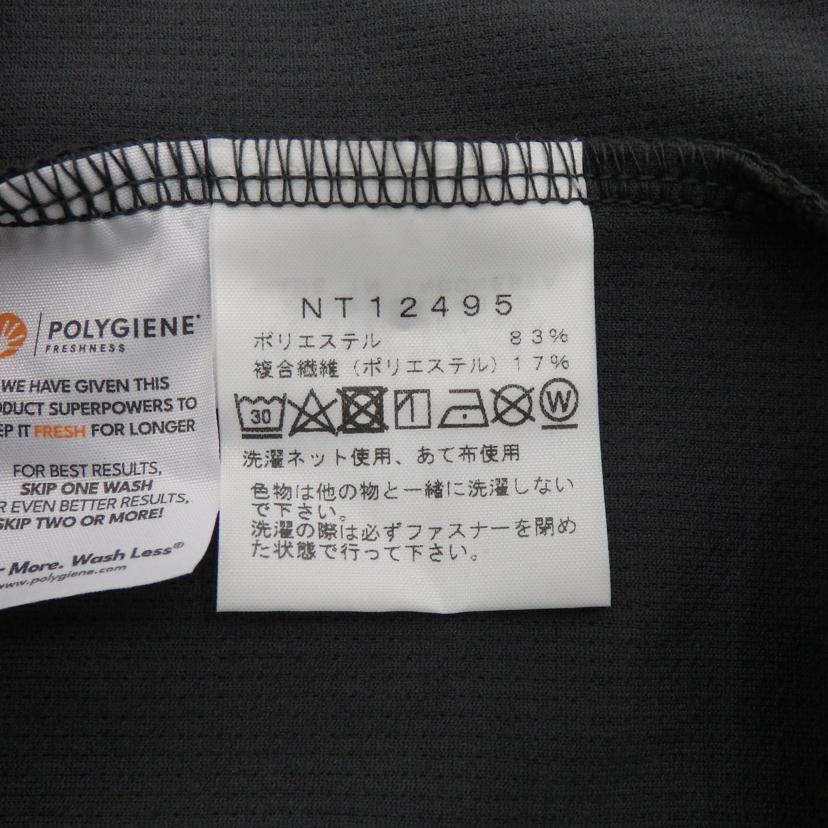 POLYGIENE
FRESHNESS
WE HAVE GIVEN THIS
DUCT SUPERPOWERS TO
EP IT FRESH FOR LONGER
FOR BEST RESULTS,
SKIP ONE WASH
R EVEN BETTER RESULTS,
SKIP TWO OR MORE!
More. Wash Less®
www.polygiene.com
NT12495
ポリエステル 83%
複合繊維(ポリエステル)17%
30 W
洗濯ネット使用、あて布使用
色物は他の物と一緒に洗濯しない
で下さい。
洗濯の際は必ずファスナーを閉め
た状態で行って下さい。